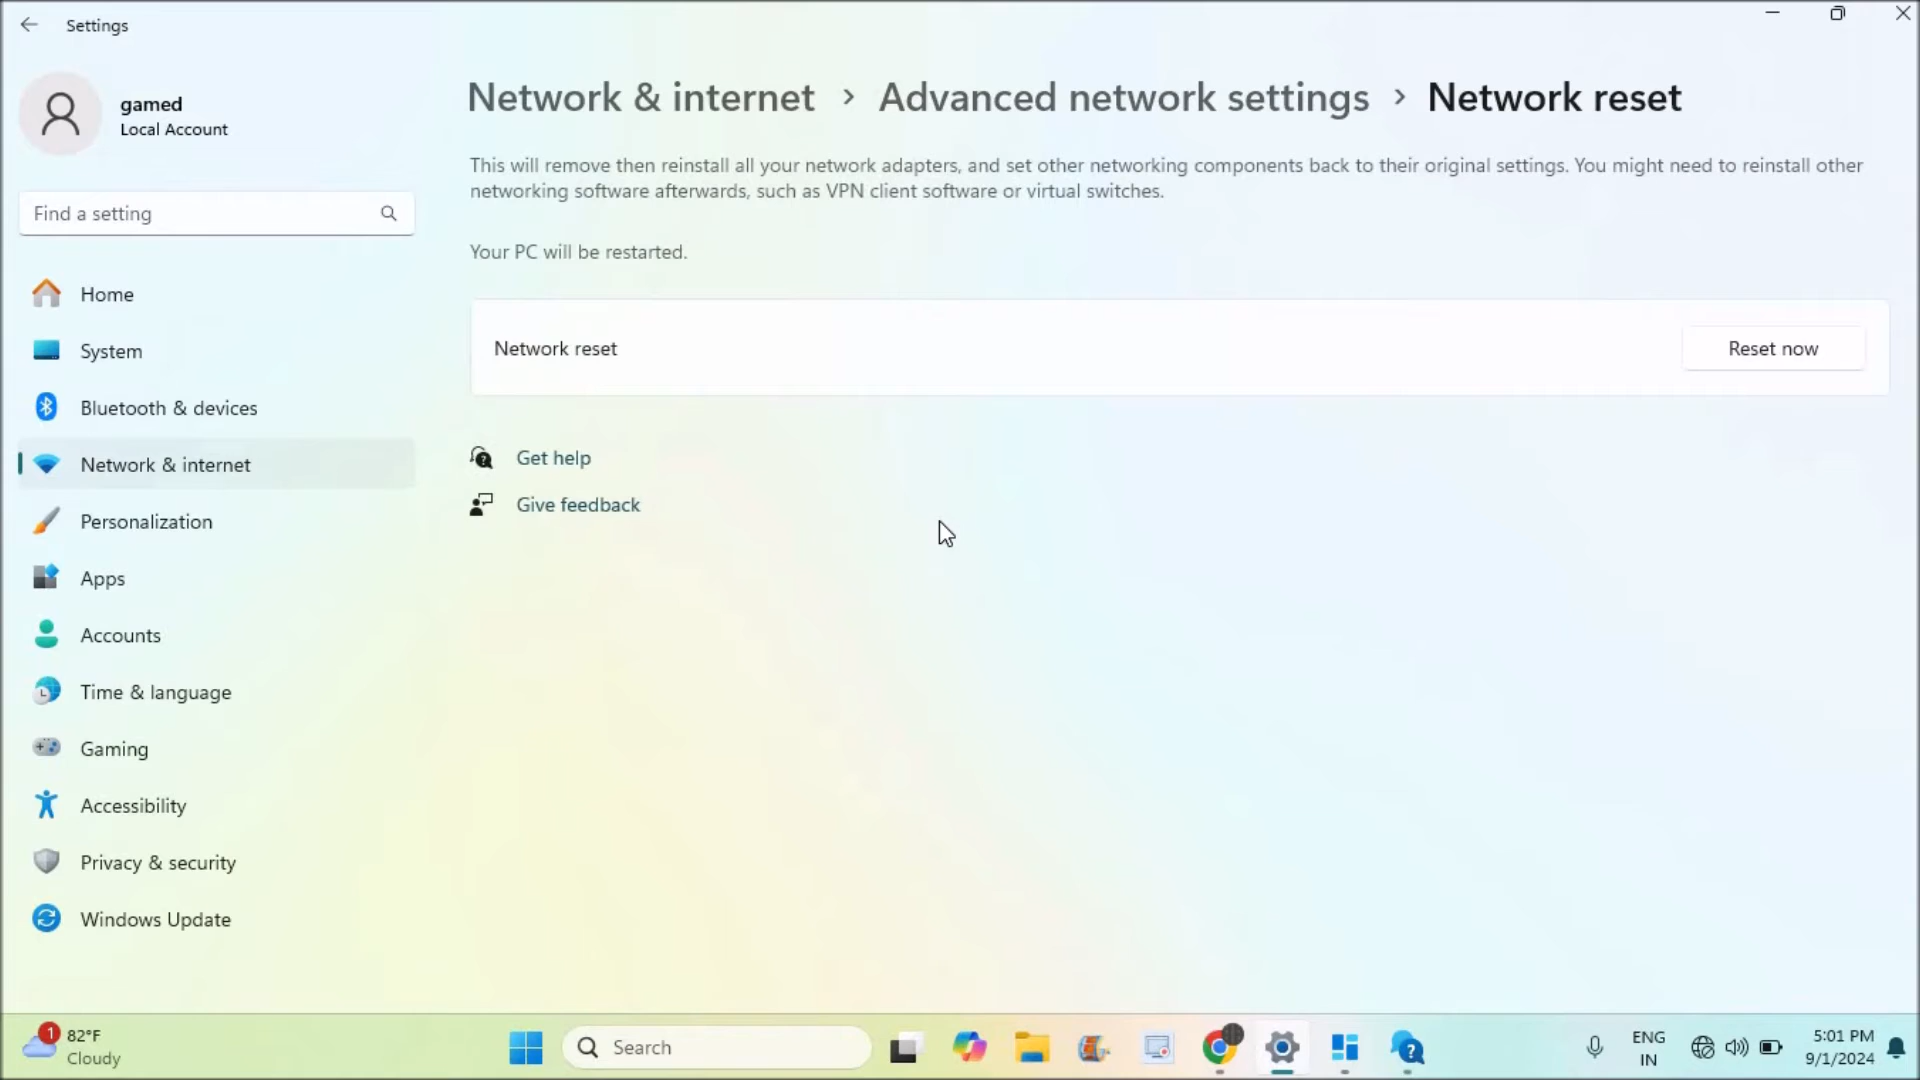 Settings
gamed
Local Account
Find a setting
Home
System
Bluetooth & devices
Network & internet
Personalization
Apps
Accounts
Time & language
Gaming
Accessibility
Privacy & security
Windows Update
Network & internet > Advanced network settings > Network reset
This will remove then reinstall all your network adapters, and set other networking components back to their original settings. You might need to reinstall other
networking software afterwards, such as VPN client software or virtual switches.
Your PC will be restarted.
Network reset
Reset now
Get help
Give feedback
1
82°F
Cloudy
Search
ENG
IN
5:01 PM
9/1/2024